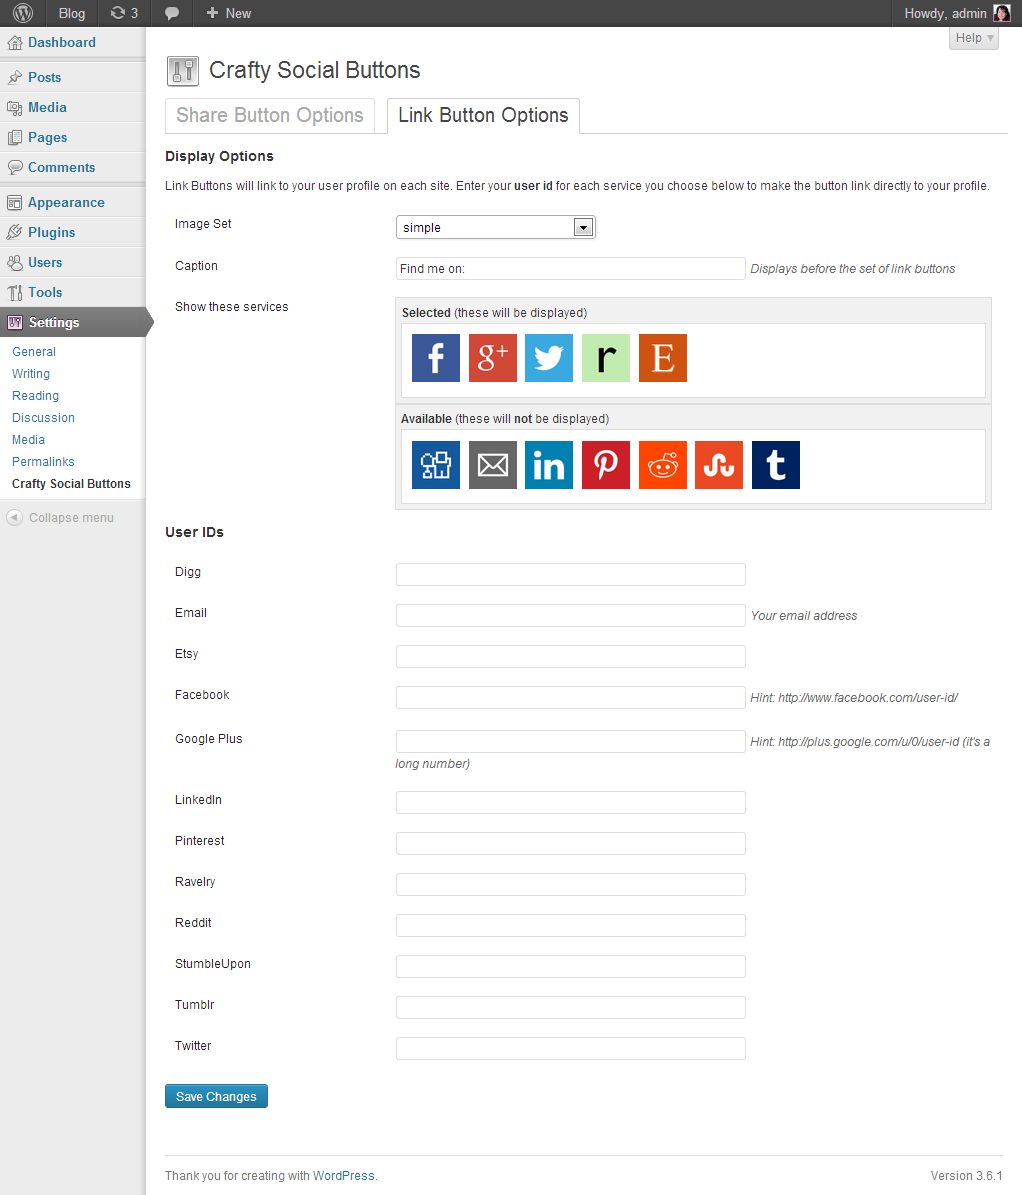 Blog 3 New Howdy, admin
Help
Dashboard
Posts
Media
Pages
Comments
Appearance
Plugins
Users
Tools
Settings
General
Writing
Reading
Discussion
Media
Permalinks
Crafty Social Buttons
Collapse menu
Crafty Social Buttons
Share Button Options Link Button Options
Display Options
Link Buttons will link to your user profile on each site. Enter your user id for each service you choose below to make the button link directly to your profile.
Image Set simple
Caption Find me on: Displays before the set of link buttons
Show these services
Selected (these will be displayed)
f g+ r E
Available (these will not be displayed)
in t
User IDs
Digg
Email Your email address
Etsy
Facebook Hint: http://www.facebook.com/user-id/
Google Plus Hint: http://plus.google.com/u/0/user-id (it's a
long number)
LinkedIn
Pinterest
Ravelry
Reddit
StumbleUpon
Tumblr
Twitter
Save Changes
Thank you for creating with WordPress. Version 3.6.1